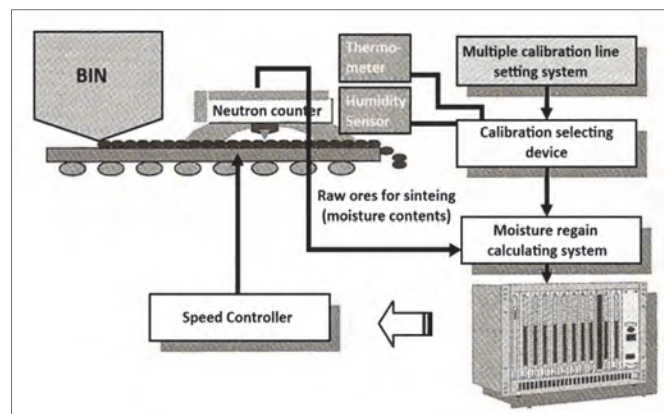 BIN
Thermo-
meter
Multiple calibration line
setting system
Neutron counter
Humidity
Sensor
Calibration selecting
device
Raw ores for sinteing
(moisture contents)
Moisture regain
calculating system
Speed Controller